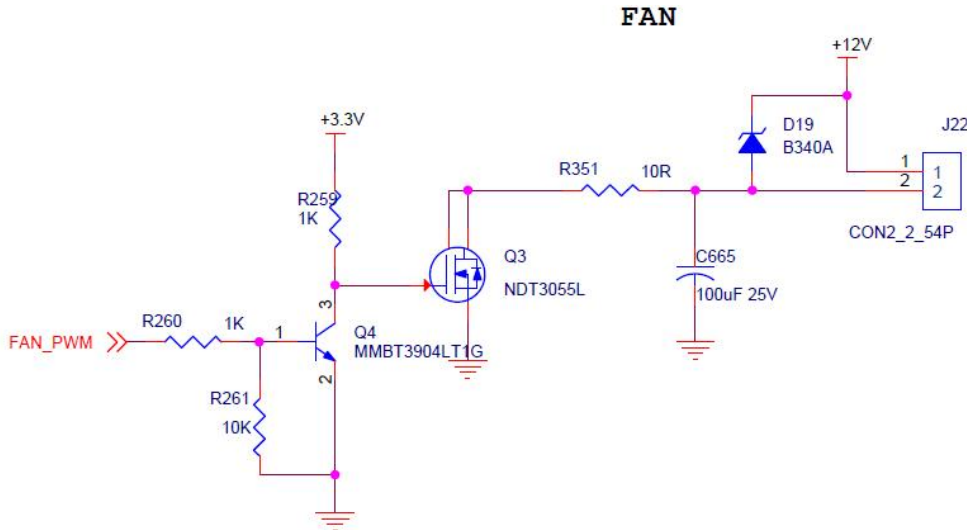 FAN
+12V
D19
B340A
J22
+3.3V
R351
10R
1
1
2
2
R259
1K
CON2_2_54P
Q3
NDT3055L
C665
100uF 25V
3
FAN_PWM
R260
1K
1
Q4
MMBT3904LT1G
2
R261
10K